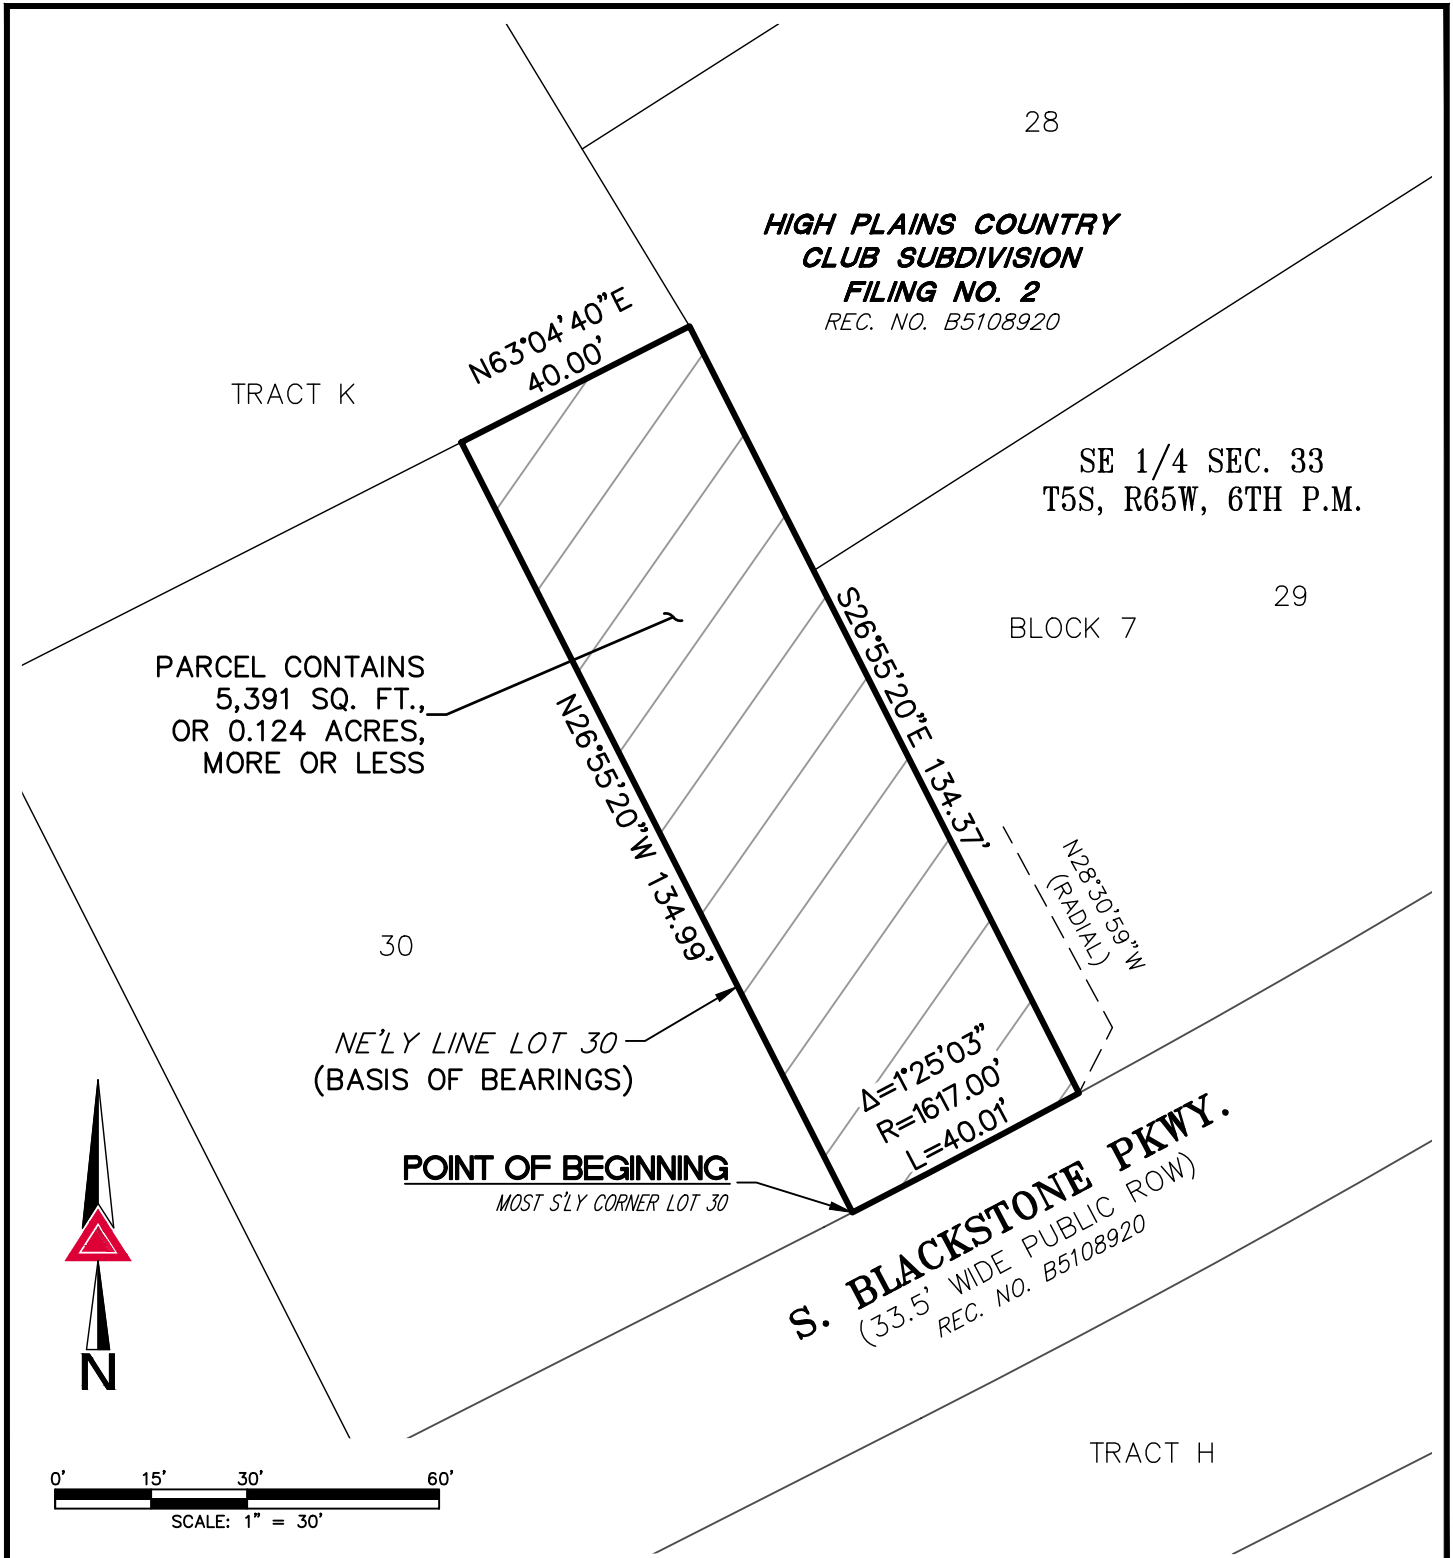 28
HIGH PLAINS COUNTRY
CLUB SUBDIVISION
FILING NO. 2
REC. NO. B5108920
N63°04'40"E
40.00'
TRACT K
SE 1/4 SEC. 33
T5S, R65W, 6TH P.M.
29
BLOCK 7
S26°55'20"E 134.37'
PARCEL CONTAINS
5,391 SQ. FT.,
OR 0.124 ACRES,
MORE OR LESS
N26°55'20"W 134.99'
N28°30'59"W
(RADIAL)
30
NE'LY LINE LOT 30
(BASIS OF BEARINGS)
Δ=1°25'03"
R=1617.00'
L=40.01'
POINT OF BEGINNING
MOST S'LY CORNER LOT 30
S. BLACKSTONE PKWY.
(33.5' WIDE PUBLIC ROW)
REC. NO. B5108920
N
TRACT H
0' 15' 30' 60'
SCALE: 1" = 30'